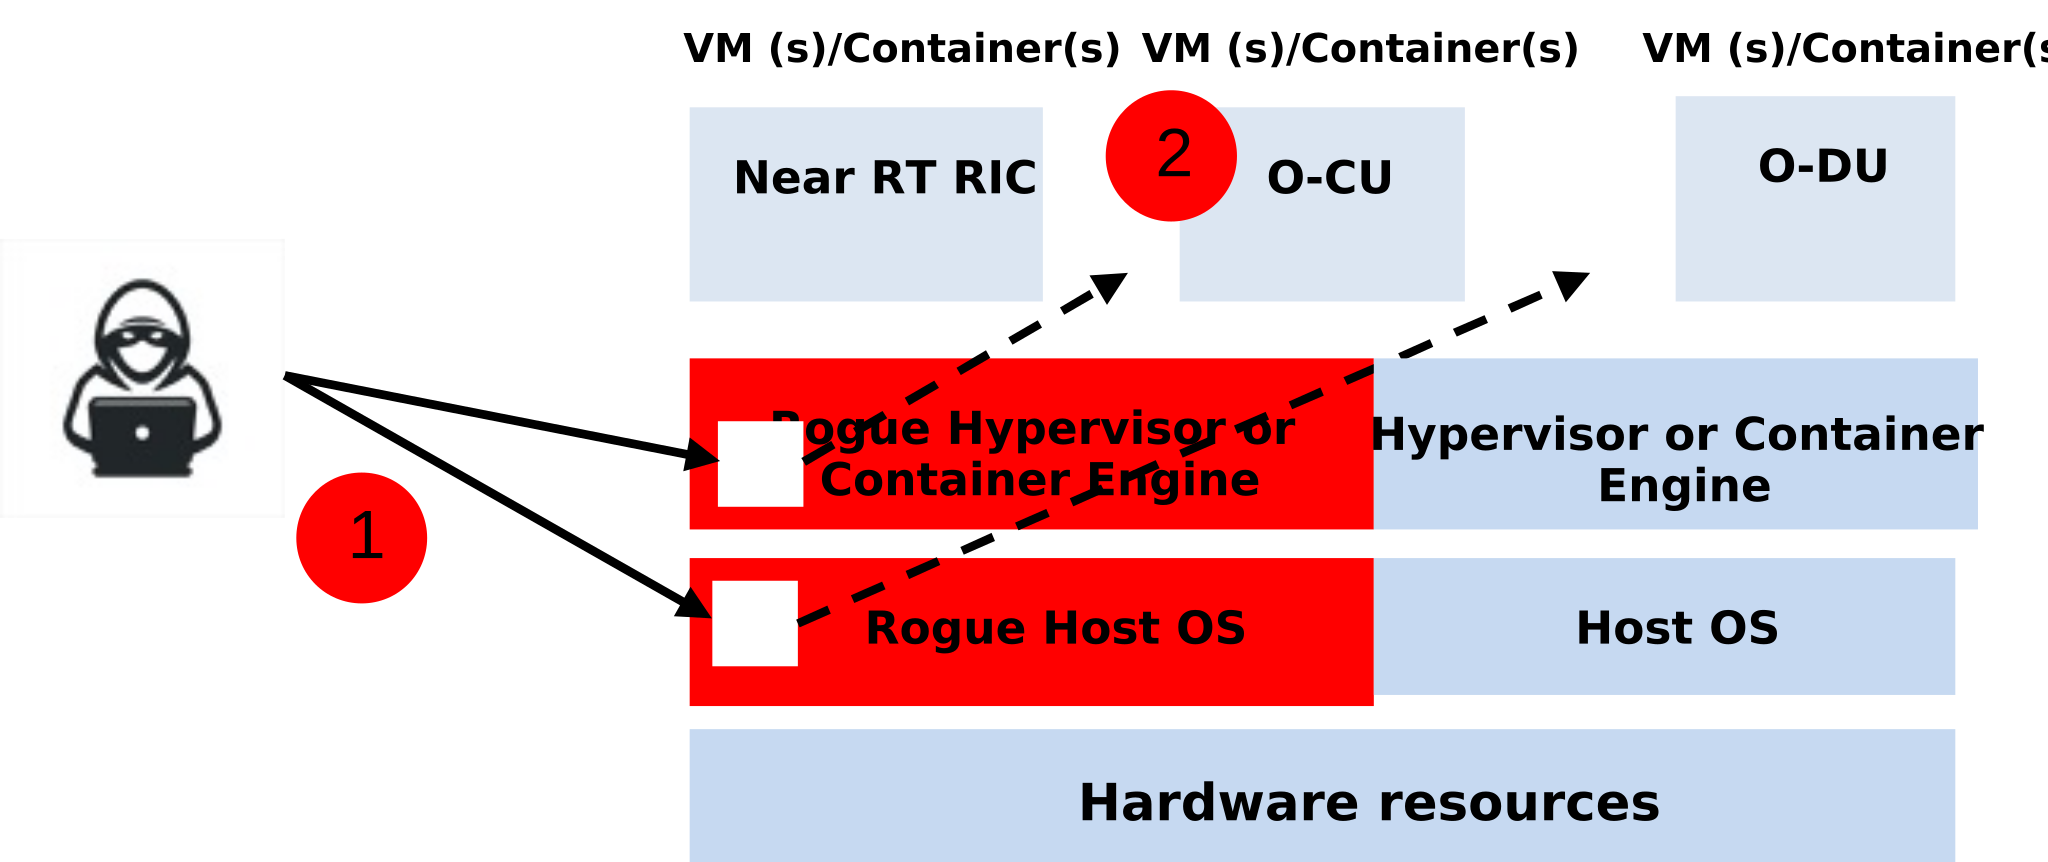 VM (s)/Container(s) VM (s)/Container(s) VM (s)/Container(s
2
Near RT RIC
O-CU
O-DU
Rogue Hypervisor or
Container Engine
Hypervisor or Container
Engine
1
Rogue Host OS
Host OS
Hardware resources